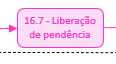 16.7 - Liberação
de pendência